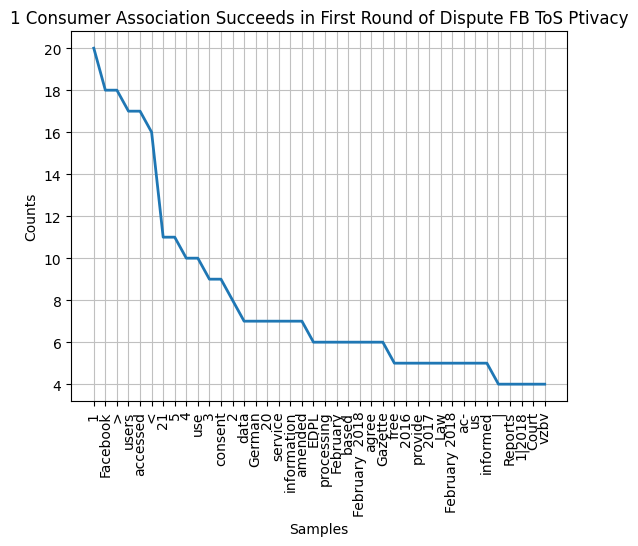 1 Consumer Association Succeeds in First Round of Dispute FB ToS Ptivacy
Counts
20
18
16
14
12
10
8
6
4
1
Facebook
>
users
accessed
<
21
5
4
use
3
consent
2
data
German
20
service
information
amended
EDPL
processing
February
based
February 2018
agree
Gazette
free
2016
provide
2017
Law
February 2018
ac-
us
informed
|
Reports
1|2018
Court
vzbv
Samples